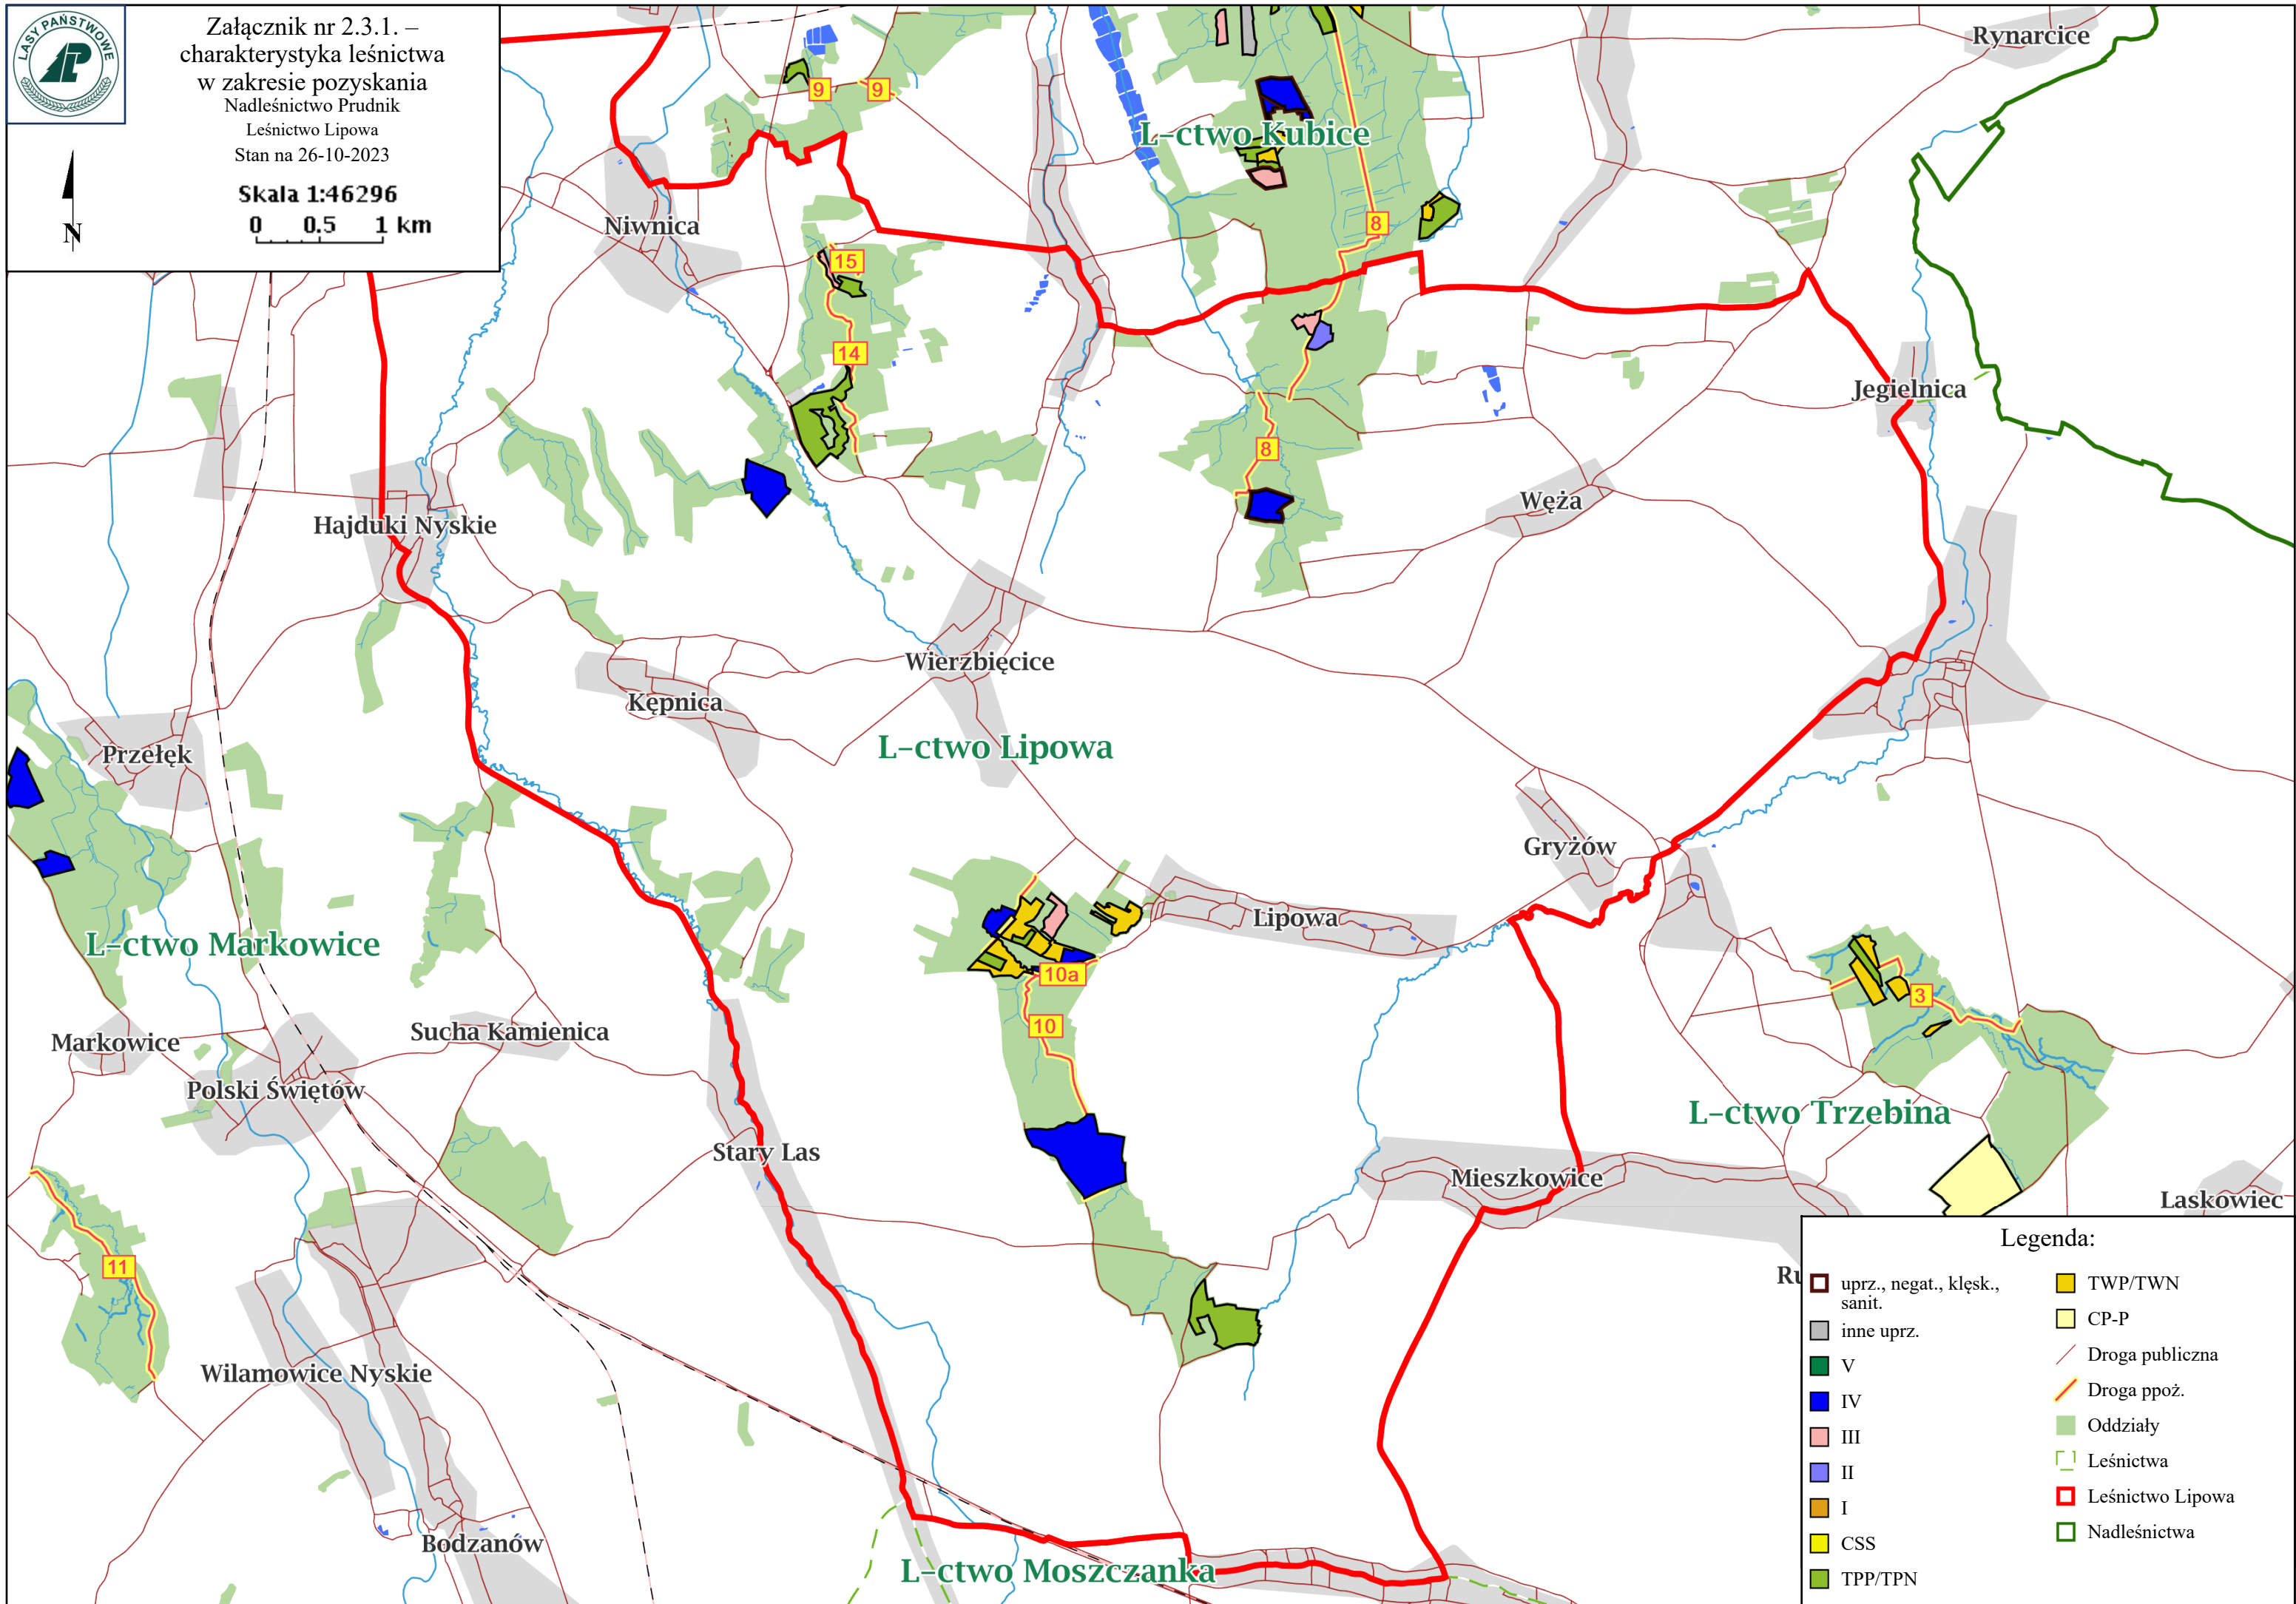 LASY PAŃSTWOWE
Załącznik nr 2.3.1. –
charakterystyka leśnictwa
w zakresie pozyskania
Nadleśnictwo Prudnik
Leśnictwo Lipowa
Stan na 26-10-2023
Skala 1:46296
0 0.5 1 km
N
Rynarcice
9 9
L-ctwo Kubice
Niwnica
8
15
14
Jegielnica
8
Węża
Hajduki Nyskie
Wierzbięcice
Kępnica
L-ctwo Lipowa
Przełęk
Gryżów
Lipowa
L-ctwo Markowice
10a
3
10
Sucha Kamienica
Markowice
Polski Świętów
L-ctwo Trzebina
Stary Las
Mieszkowice
Laskowiec
11
Ru
Wilamowice Nyskie
Bodzanów
L-ctwo Moszczanka
Legenda:
uprz., negat., klęsk.,
sanit.
inne uprz.
V
IV
III
II
I
CSS
TPP/TPN
TWP/TWN
CP-P
Droga publiczna
Droga ppoż.
Oddziały
Leśnictwa
Leśnictwo Lipowa
Nadleśnictwa